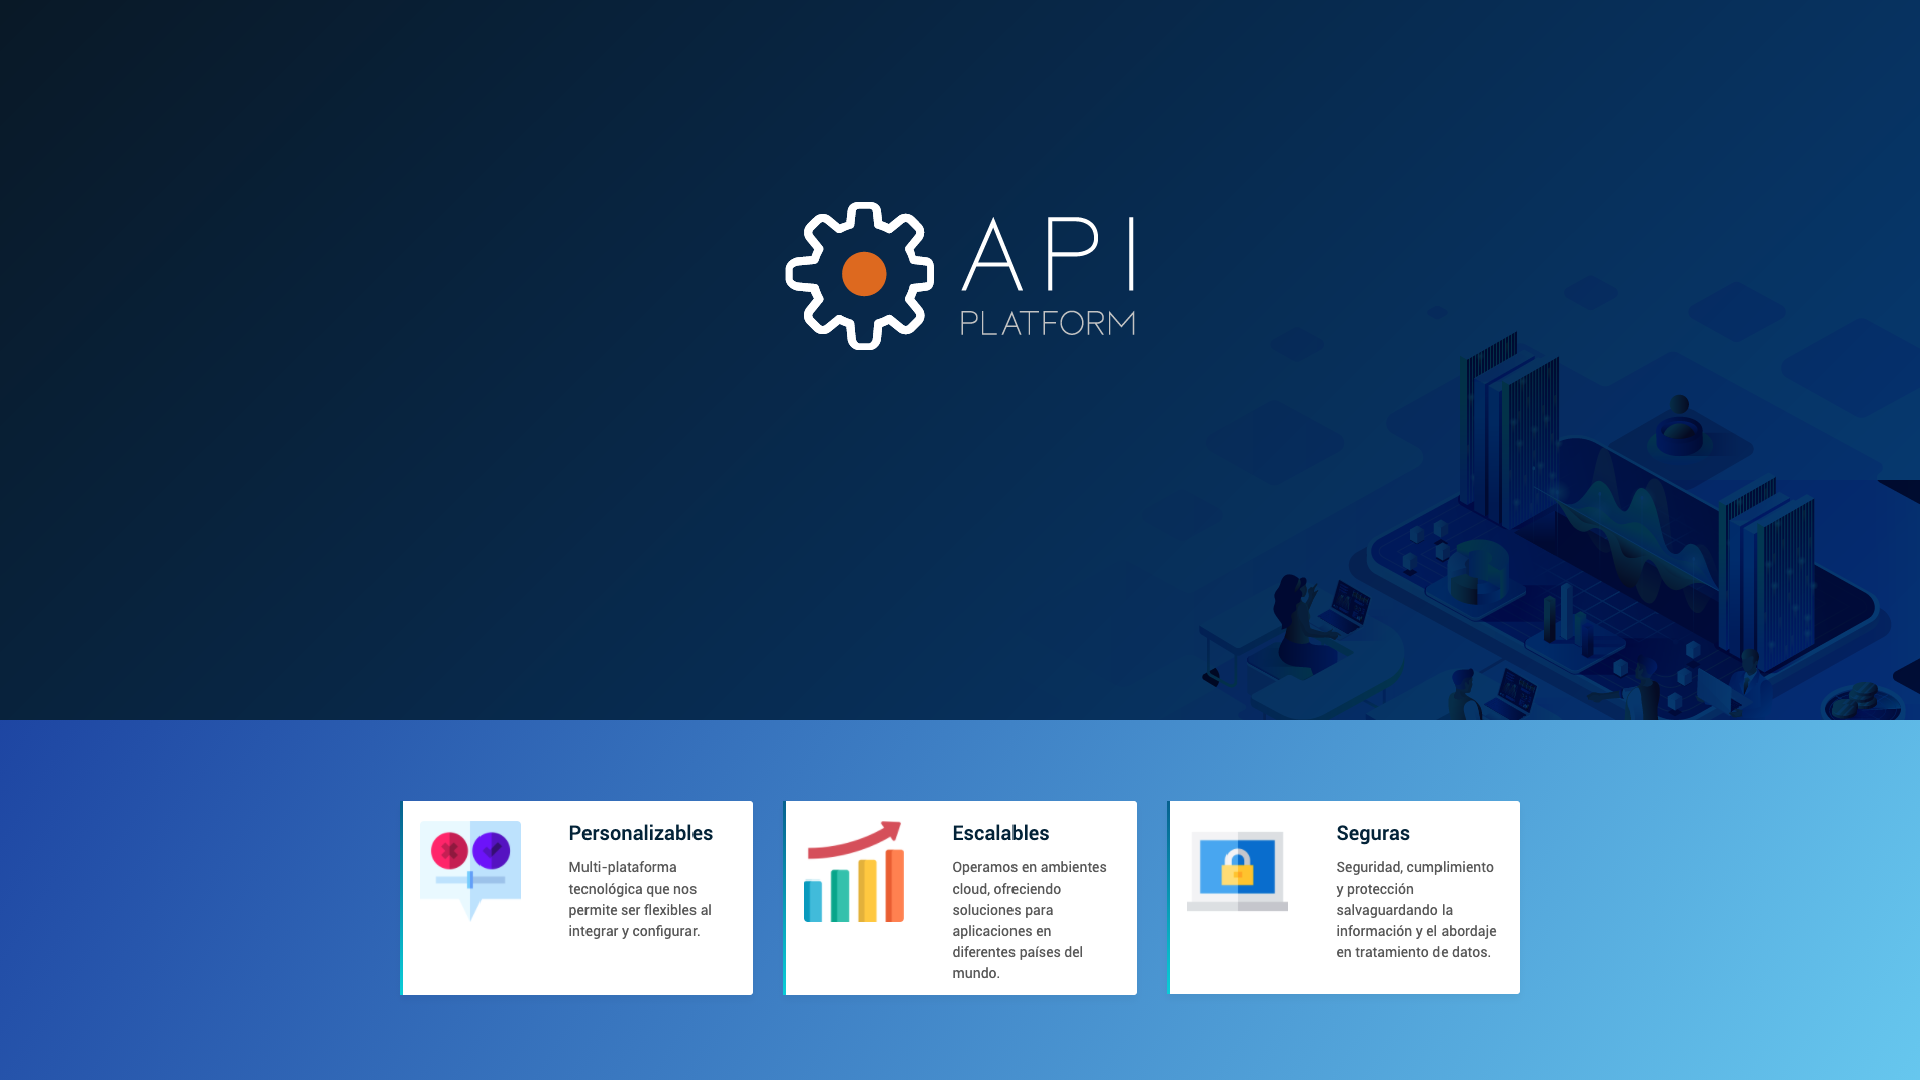 API
PLATFORM
Personalizables
Multi-plataforma
tecnológica que nos
permite ser flexibles al
integrar y configurar.
Escalables
Operamos en ambientes
cloud, ofreciendo
soluciones para
aplicaciones en
diferentes países del
mundo.
Seguras
Seguridad, cumplimiento
y protección
salvaguardando la
información y el abordaje
en tratamiento de datos.